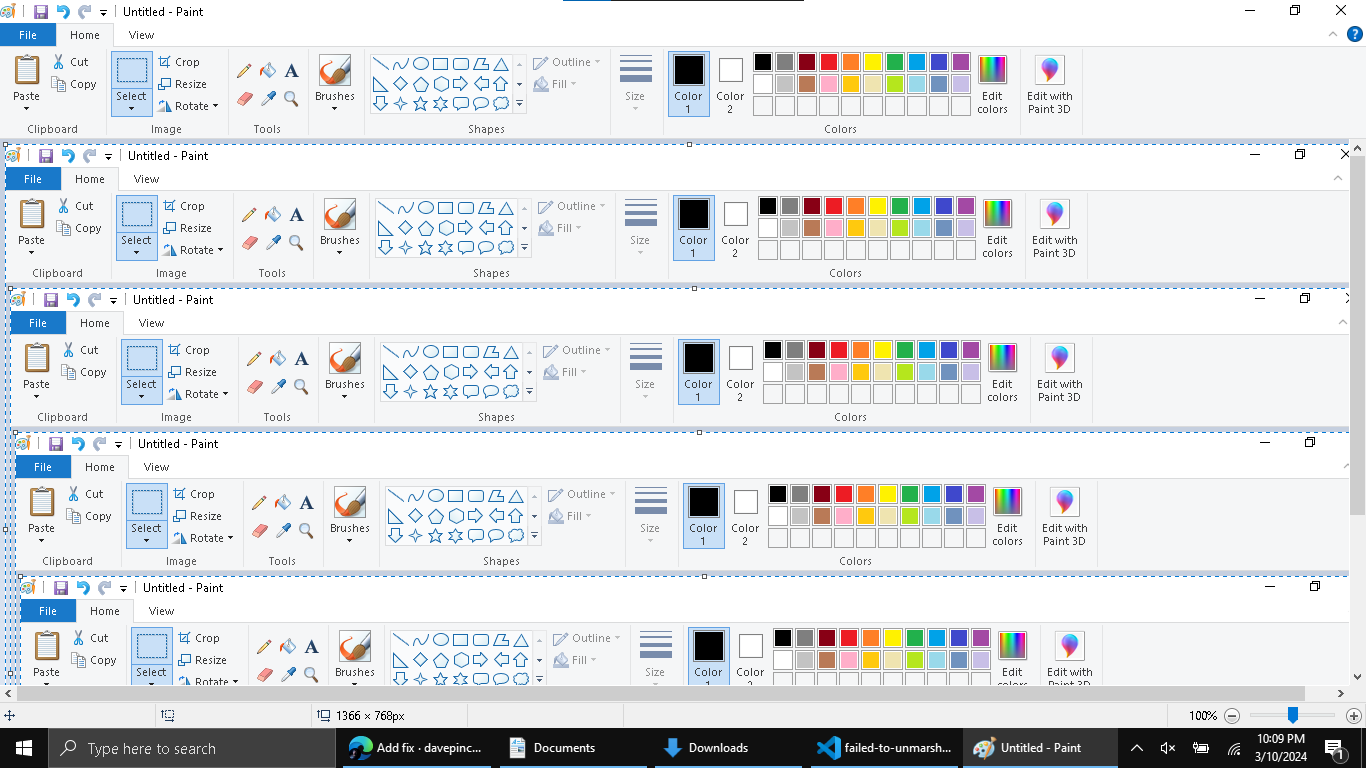 Untitled - Paint
File Home View
Cut Crop Outline
Copy Resize Fill
Paste Select Rotate Brushes Size Color 1 Color 2 Edit colors Edit with Paint 3D
Clipboard Image Tools Shapes Colors
Untitled - Paint
File Home View
Cut Crop Outline
Copy Resize Fill
Paste Select Rotate Brushes Size Color 1 Color 2 Edit colors Edit with Paint 3D
Clipboard Image Tools Shapes Colors
Untitled - Paint
File Home View
Cut Crop Outline
Copy Resize Fill
Paste Select Rotate Brushes Size Color 1 Color 2 Edit colors Edit with Paint 3D
Clipboard Image Tools Shapes Colors
Untitled - Paint
File Home View
Cut Crop Outline
Copy Resize Fill
Paste Select Rotate Brushes Size Color 1 Color 2 Edit colors Edit with Paint 3D
Clipboard Image Tools Shapes Colors
Untitled - Paint
File Home View
Cut Crop Outline
Copy Resize Fill
Paste Select Rotate Brushes Size Color 1 Color 2 Edit colors Edit with Paint 3D
1366 × 768px 100%
Type here to search Add fix · davepinc... Documents Downloads failed-to-unmarsh... Untitled - Paint 10:09 PM
3/10/2024 1